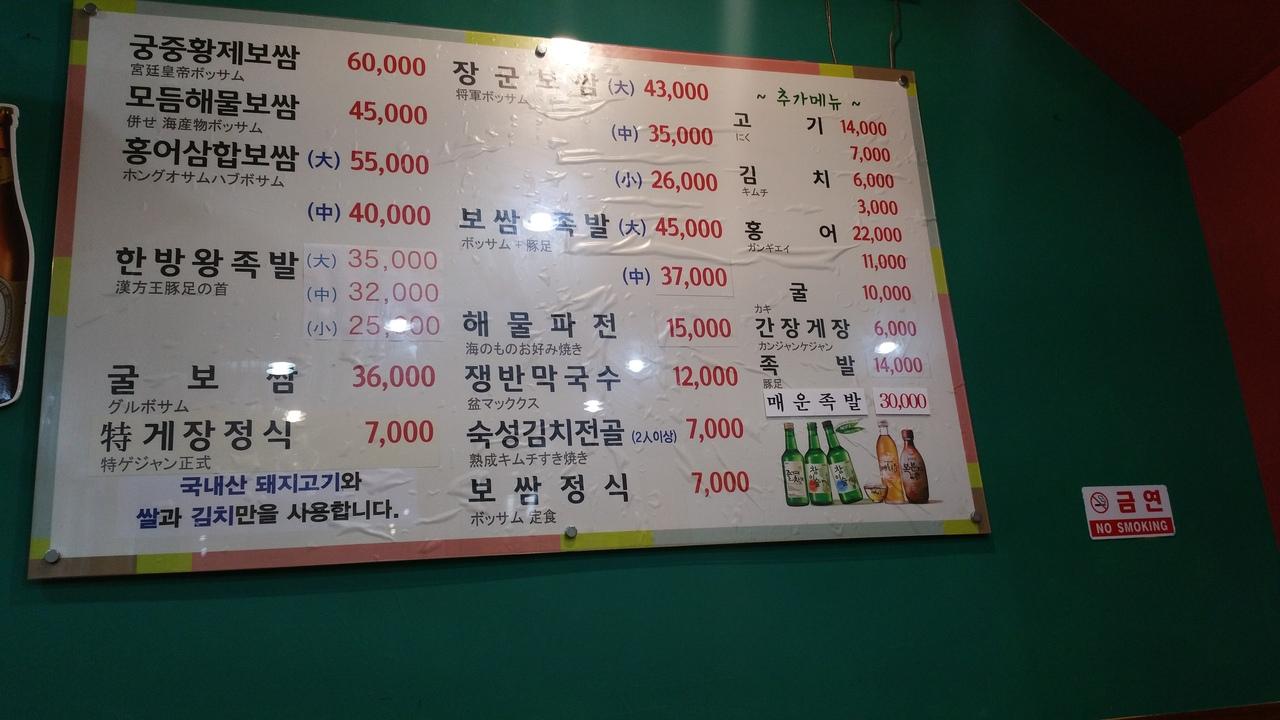 궁중황제보쌈 60,000
宮廷皇帝ボッサム
모듬해물보쌈 45,000
併せ 海産物ボッサム
홍어삼합보쌈 (大) 55,000
ホングオサムハブボサム
(中) 40,000
한방왕족발 (大) 35,000
漢方王豚足の首
(中) 32,000
(小) 25,000
굴보쌈 36,000
グルボサム
特게장정식 7,000
特ゲジャン正式
국내산 돼지고기와
쌀과 김치만을 사용합니다.
장군보쌈 (大) 43,000
将軍ボッサム
(中) 35,000
(小) 26,000
보쌈+족발 (大) 45,000
ボッサム + 豚足
(中) 37,000
해물파전 15,000
海のものお好み焼き
쟁반막국수 12,000
盆マックス
숙성김치전골 (2人이상) 7,000
熟成キムチすき焼き
보쌈정식 7,000
ボッサム 定食
~ 추가메뉴 ~
고기 14,000
にく
7,000
김치 6,000
キムチ
3,000
홍어 22,000
ガンギエイ
11,000
굴 10,000
カキ
간장게장 6,000
カンジャンケジャン
족발 14,000
豚足
매운족발 30,000
금연
NO SMOKING